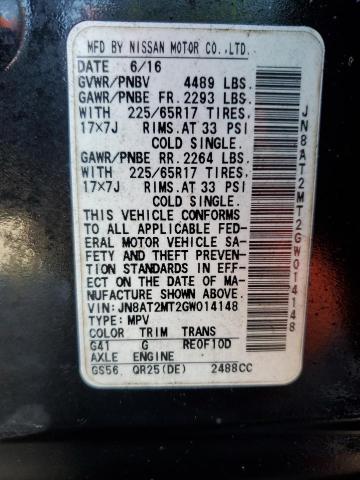 MFD BY NISSAN MOTOR CO.,LTD.
DATE 6/16
GVWR/PNBV 4489 LBS.
GAWR/PNBE FR.2293 LBS.
WITH 225/65R17 TIRES,
17×7J RIMS.AT 33 PSI
COLD SINGLE.
GAWR/PNBE RR.2264 LBS.
WITH 225/65R17 TIRES,
17×7J RIMS.AT 33 PSI
COLD SINGLE.
THIS VEHICLE CONFORMS
TO ALL APPLICABLE FED-
ERAL MOTOR VEHICLE SA-
FETY AND THEFT PREVENTI-
ON STANDARDS IN EFF-
ECT ON THE DATE OF MA-
NUFACTURE SHOWN ABOVE.
VIN:JN8AT2MT2GW014148
TYPE:MPV
COLOR TRIM TRANS
G41 G RE0F10D
AXLE ENGINE
GS56 QR25(DE) 2488CC
JN8AT2MT2GW014148